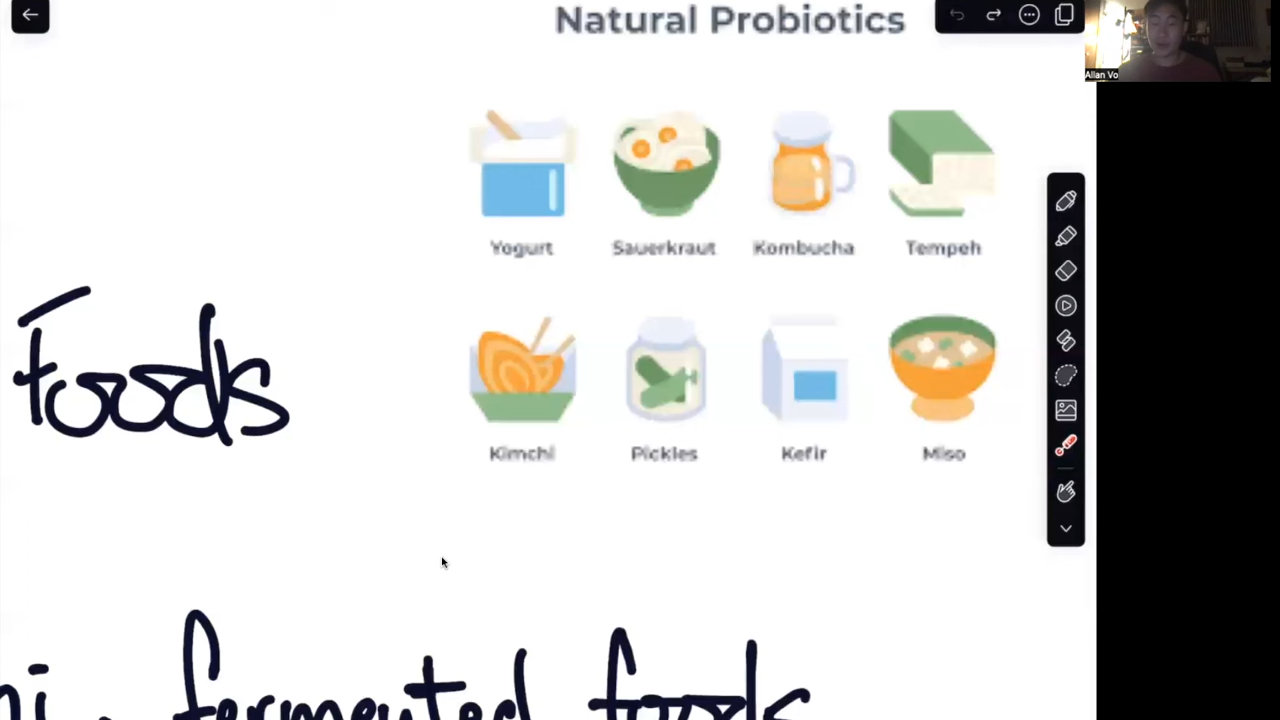 Natural Probiotics
Allan Vo
Yogurt Sauerkraut Kombucha Tempeh
Foods
Kimchi Pickles Kefir Miso
fermented foods